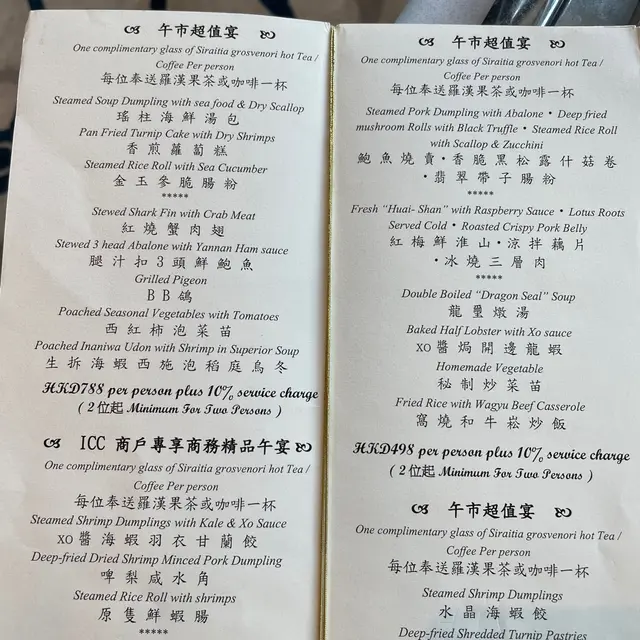 午市超值宴
One complimentary glass of Siraitia grosvenori hot Tea /
Coffee Per person
每位奉送羅漢果茶或咖啡一杯
Steamed Soup Dumpling with sea food & Dry Scallop
瑤柱海鮮湯包
Pan Fried Turnip Cake with Dry Shrimps
香煎蘿蔔糕
Steamed Rice Roll with Sea Cucumber
金玉參脆腸粉
*****
Stewed Shark Fin with Crab Meat
紅燒蟹肉翅
Stewed 3 head Abalone with Yannan Ham sauce
腿汁扣3頭鮮鮑魚
Grilled Pigeon
BB鴿
Poached Seasonal Vegetables with Tomatoes
西紅柿泡菜苗
Poached Inaniwa Udon with Shrimp in Superior Soup
生拆海蝦西施泡稻庭烏冬
HKD788 per person plus 10% service charge
( 2位起 Minimum For Two Persons )
ICC 商戶專享商務精品午宴
One complimentary glass of Siraitia grosvenori hot Tea /
Coffee Per person
每位奉送羅漢果茶或咖啡一杯
Steamed Shrimp Dumplings with Kale & Xo Sauce
XO醬海蝦羽衣甘蘭餃
Deep-fried Dried Shrimp Minced Pork Dumpling
啤梨咸水角
Steamed Rice Roll with shrimps
原隻鮮蝦腸
*****
午市超值宴
One complimentary glass of Siraitia grosvenori hot Tea /
Coffee Per person
每位奉送羅漢果茶或咖啡一杯
Steamed Pork Dumpling with Abalone • Deep fried
mushroom Rolls with Black Truffle • Steamed Rice Roll
with Scallop & Zucchini
鮑魚燒賣•香脆黑松露什菇卷
•翡翠帶子腸粉
*****
Fresh “Huai- Shan” with Raspberry Sauce • Lotus Roots
Served Cold • Roasted Crispy Pork Belly
紅梅鮮淮山•涼拌藕片
•冰燒三層肉
*****
Double Boiled “Dragon Seal” Soup
龍璽燉湯
Baked Half Lobster with Xo sauce
XO醬焗開邊龍蝦
Homemade Vegetable
秘制炒菜苗
Fried Rice with Wagyu Beef Casserole
窩燒和牛崧炒飯
HKD498 per person plus 10% service charge
( 2位起 Minimum For Two Persons )
午市超值宴
One complimentary glass of Siraitia grosvenori hot Tea /
Coffee Per person
每位奉送羅漢果茶或咖啡一杯
Steamed Shrimp Dumplings
水晶海蝦餃
Deep-fried Shredded Turnip Pastries